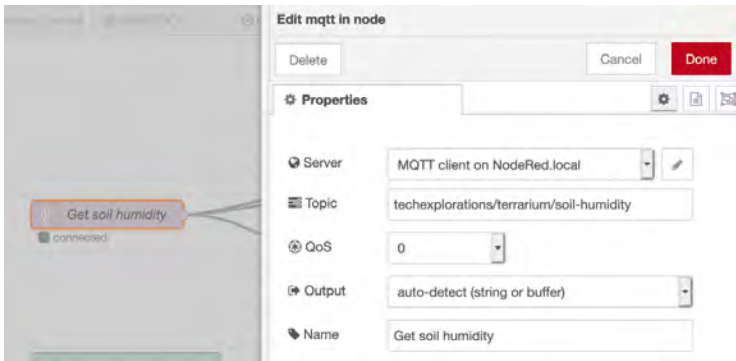 Edit mqtt in node
Delete
Cancel
Done
Properties
Server
MQTT client on NodeRed.local
Topic
techexplorations/terrarium/soil-humidity
QoS
0
Output
auto-detect (string or buffer)
Name
Get soil humidity
Get soil humidity
connected